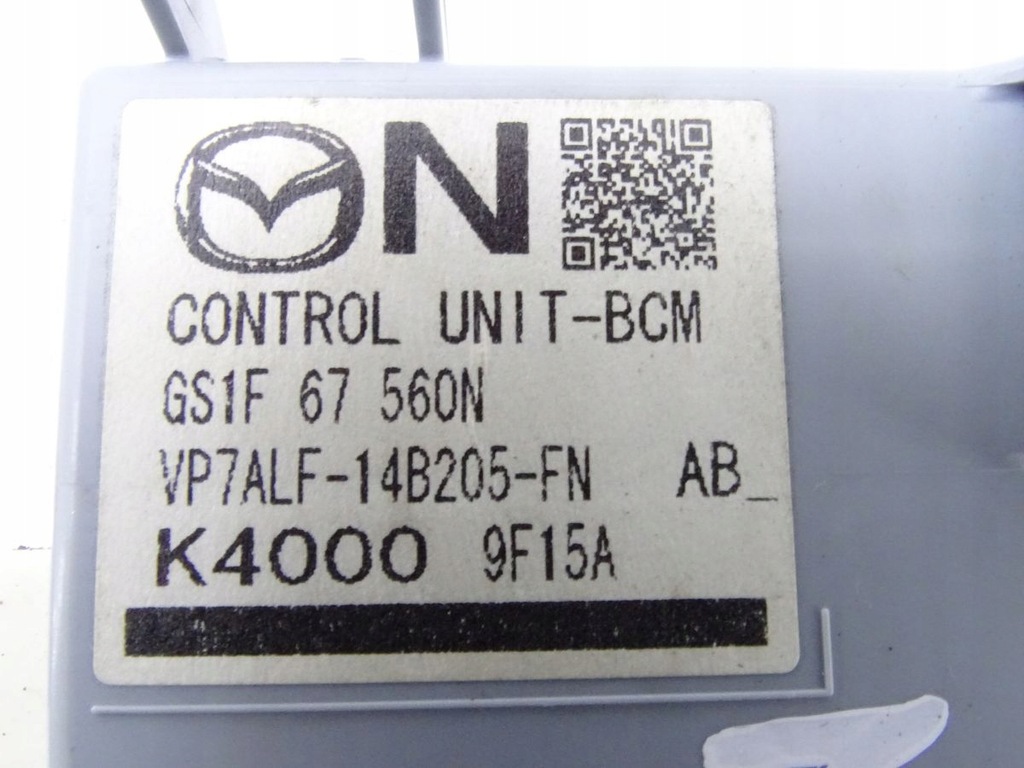 N
CONTROL UNIT-BCM
GS1F 67 560N
VP7ALF-14B205-FN AB_
K4000 9F15A